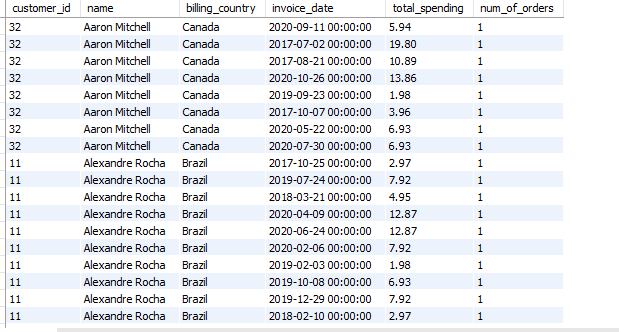 customer_id name billing_country invoice_date total_spending num_of_orders
32 Aaron Mitchell Canada 2020-09-11 00:00:00 5.94 1
32 Aaron Mitchell Canada 2017-07-02 00:00:00 19.80 1
32 Aaron Mitchell Canada 2017-08-21 00:00:00 10.89 1
32 Aaron Mitchell Canada 2020-10-26 00:00:00 13.86 1
32 Aaron Mitchell Canada 2019-09-23 00:00:00 1.98 1
32 Aaron Mitchell Canada 2017-10-07 00:00:00 3.96 1
32 Aaron Mitchell Canada 2020-05-22 00:00:00 6.93 1
32 Aaron Mitchell Canada 2020-07-30 00:00:00 6.93 1
11 Alexandre Rocha Brazil 2017-10-25 00:00:00 2.97 1
11 Alexandre Rocha Brazil 2019-07-24 00:00:00 7.92 1
11 Alexandre Rocha Brazil 2018-03-21 00:00:00 4.95 1
11 Alexandre Rocha Brazil 2020-04-09 00:00:00 12.87 1
11 Alexandre Rocha Brazil 2020-06-24 00:00:00 12.87 1
11 Alexandre Rocha Brazil 2020-02-06 00:00:00 7.92 1
11 Alexandre Rocha Brazil 2019-02-03 00:00:00 1.98 1
11 Alexandre Rocha Brazil 2019-10-08 00:00:00 6.93 1
11 Alexandre Rocha Brazil 2019-12-29 00:00:00 7.92 1
11 Alexandre Rocha Brazil 2018-02-10 00:00:00 2.97 1